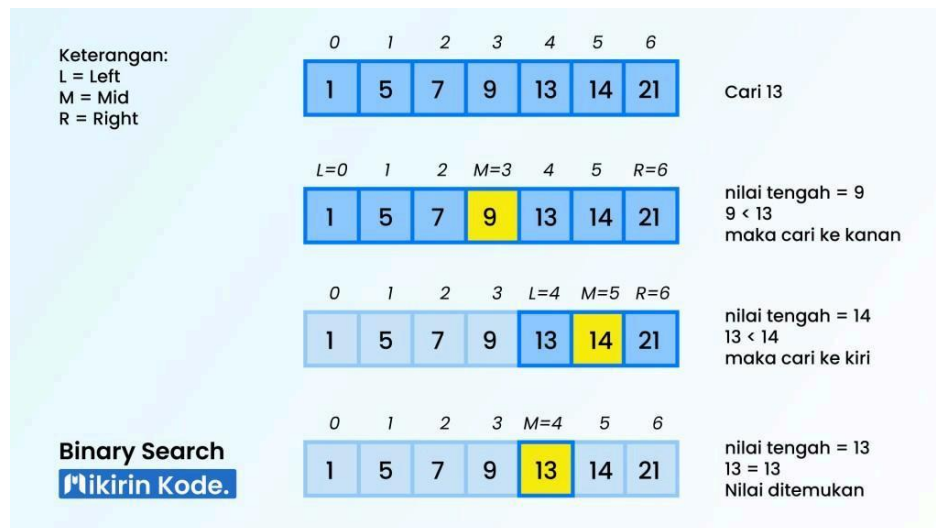 Keterangan:
L = Left
M = Mid
R = Right
0 1 2 3 4 5 6
1 5 7 9 13 14 21
Cari 13
L=0 1 2 M=3 4 5 R=6
1 5 7 9 13 14 21
nilai tengah = 9
9 < 13
maka cari ke kanan
0 1 2 3 L=4 M=5 R=6
1 5 7 9 13 14 21
nilai tengah = 14
13 < 14
maka cari ke kiri
0 1 2 3 M=4 5 6
1 5 7 9 13 14 21
nilai tengah = 13
13 = 13
Nilai ditemukan
Binary Search
Mikirin Kode.